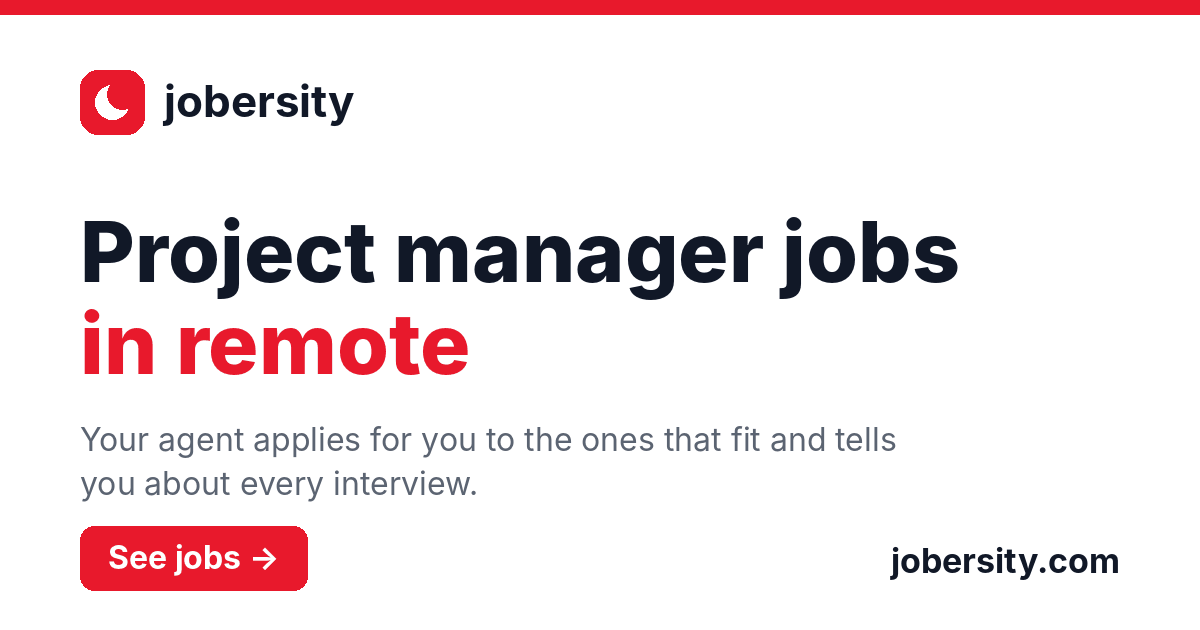 jobersity
Project manager jobs
in remote
Your agent applies for you to the ones that fit and tells
you about every interview.
See jobs →
jobersity.com